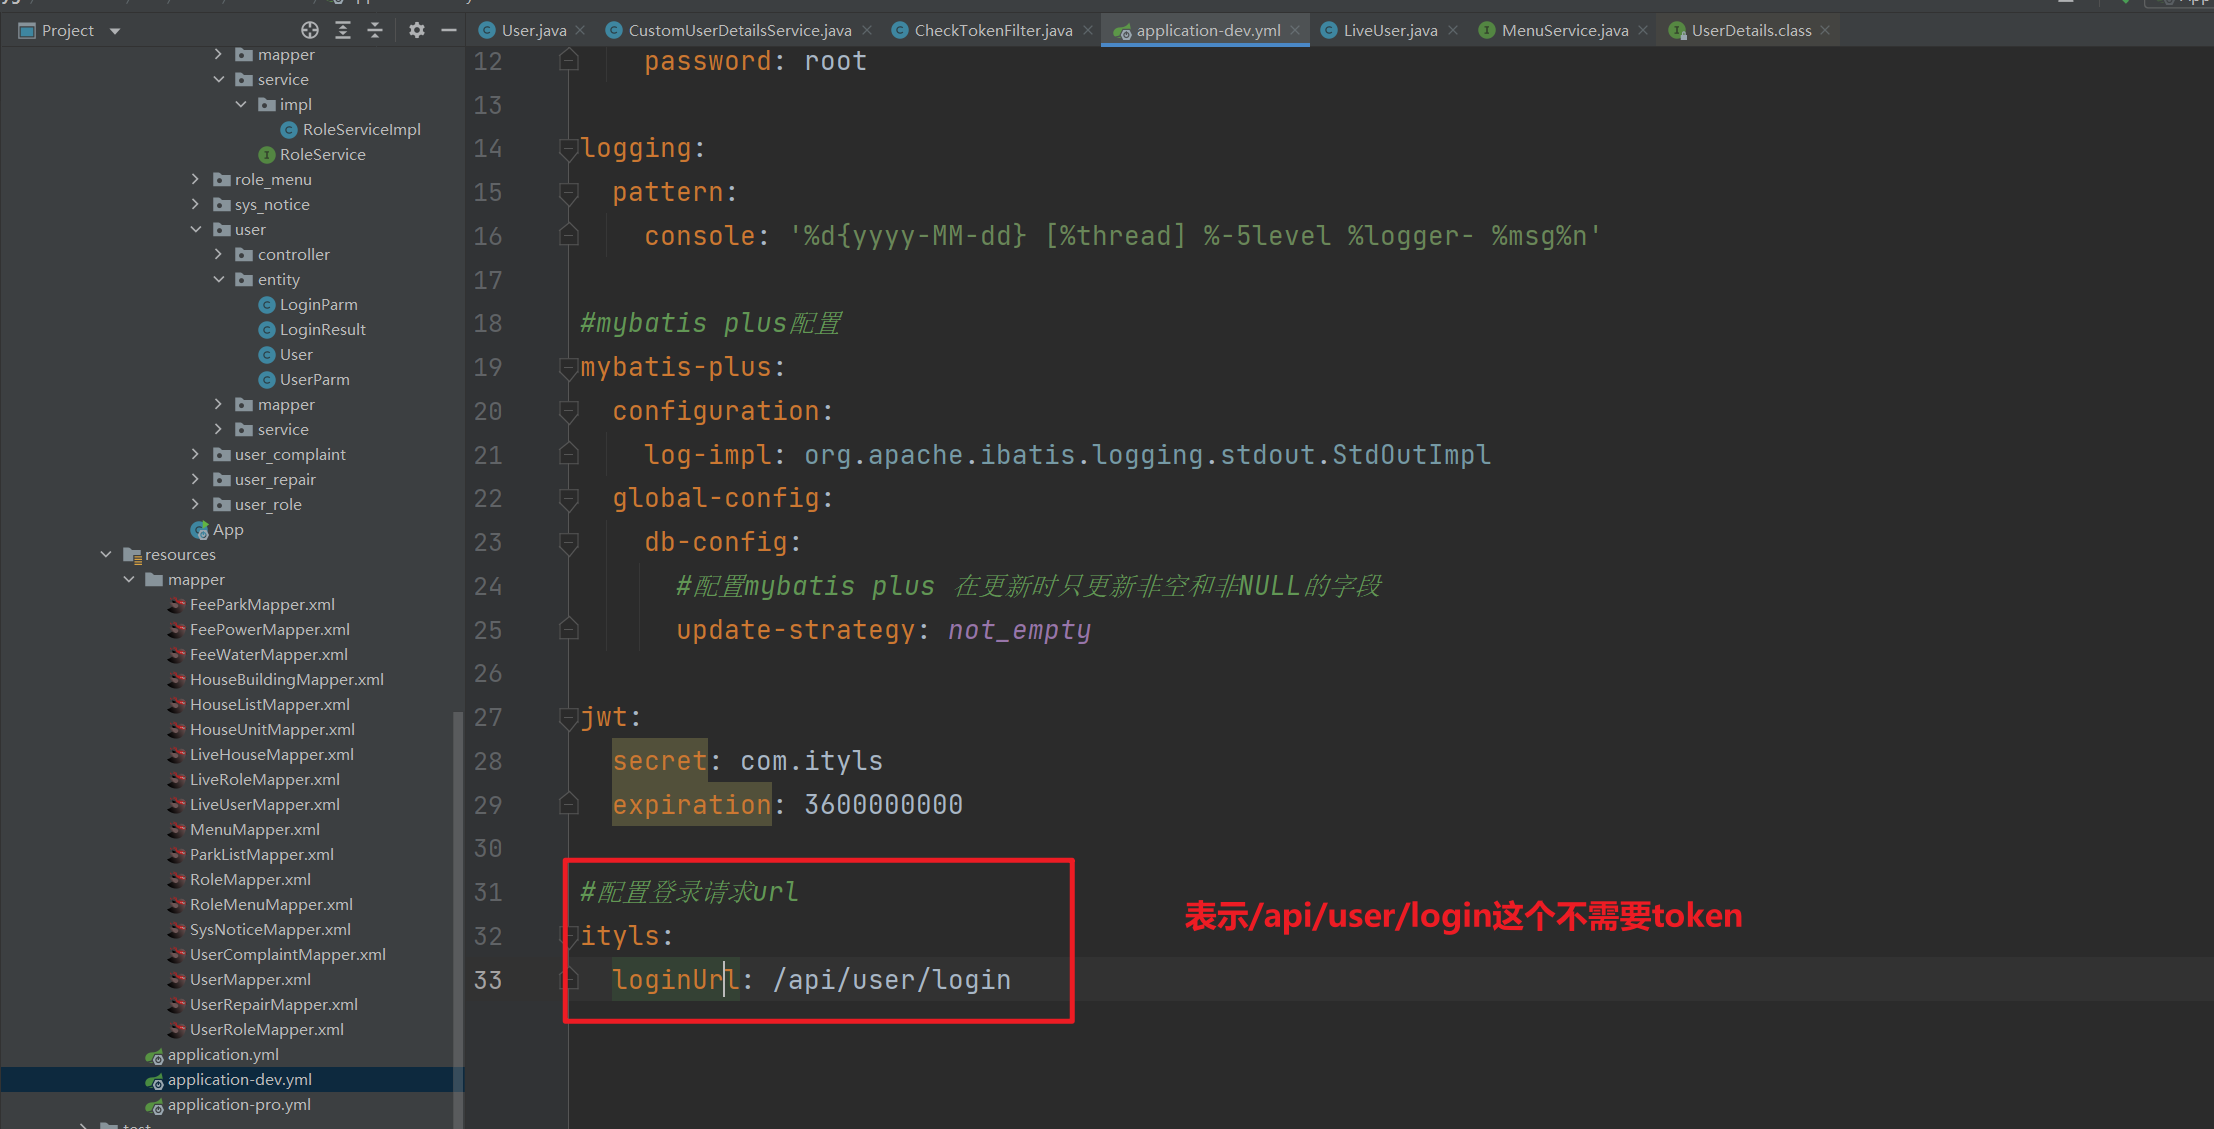 Project
User.java
CustomUserDetailsService.java
CheckTokenFilter.java
application-dev.yml
LiveUser.java
MenuService.java
UserDetails.class
mapper
service
impl
RoleServiceImpl
RoleService
role_menu
sys_notice
user
controller
entity
LoginParm
LoginResult
User
UserParm
mapper
service
user_complaint
user_repair
user_role
App
resources
mapper
FeeParkMapper.xml
FeePowerMapper.xml
FeeWaterMapper.xml
HouseBuildingMapper.xml
HouseListMapper.xml
HouseUnitMapper.xml
LiveHouseMapper.xml
LiveRoleMapper.xml
LiveUserMapper.xml
MenuMapper.xml
ParkListMapper.xml
RoleMapper.xml
RoleMenuMapper.xml
SysNoticeMapper.xml
UserComplaintMapper.xml
UserMapper.xml
UserRepairMapper.xml
UserRoleMapper.xml
application.yml
application-dev.yml
application-pro.yml
12 password: root
13
14 logging:
15 pattern:
16 console: '%d{yyyy-MM-dd} [%thread] %-5level %logger- %msg%n'
17
18 #mybatis plus配置
19 mybatis-plus:
20 configuration:
21 log-impl: org.apache.ibatis.logging.stdout.StdOutImpl
22 global-config:
23 db-config:
24 #配置mybatis plus 在更新时只更新非空和非NULL的字段
25 update-strategy: not_empty
26
27 jwt:
28 secret: com.ityls
29 expiration: 3600000000
30
31 #配置登录请求url
32 ityls:
33 loginUrl: /api/user/login
表示/api/user/login这个不需要token